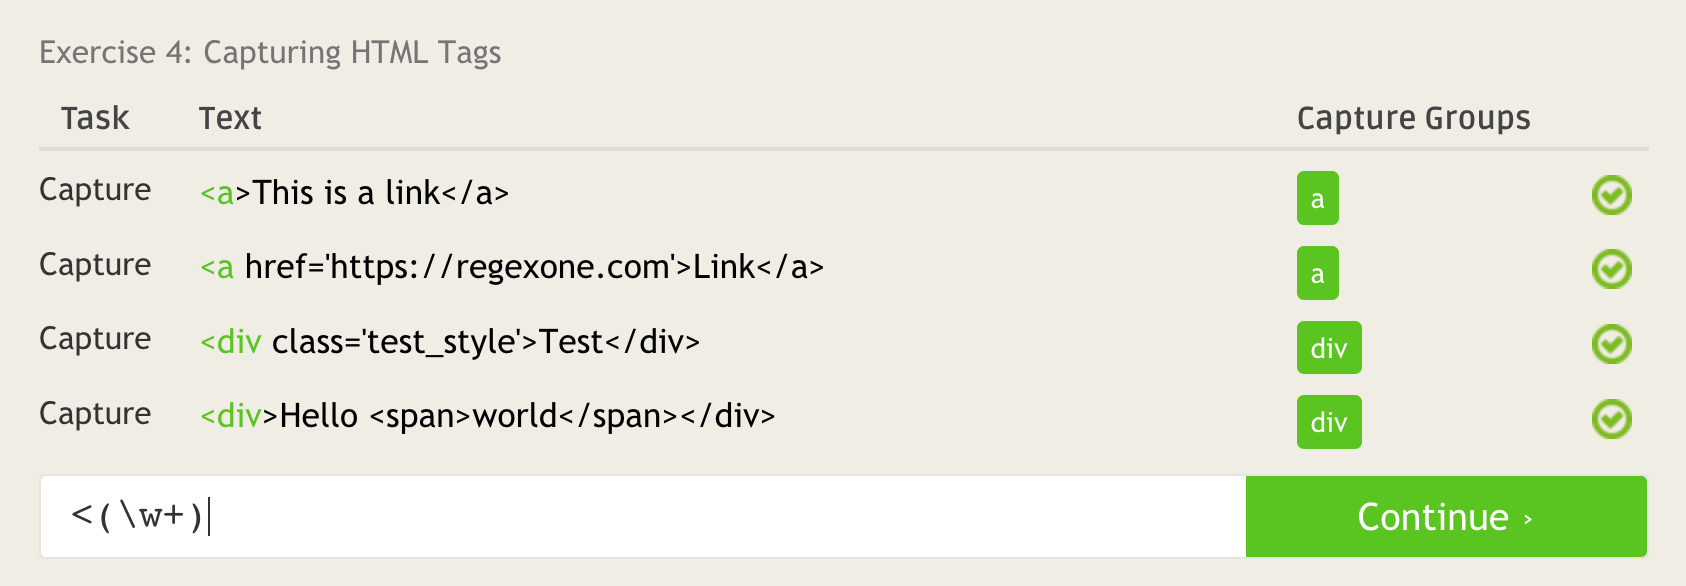 Exercise 4: Capturing HTML Tags
Task Text Capture Groups
Capture <a>This is a link</a> a
Capture <a href='https://regexone.com'>Link</a> a
Capture <div class='test_style'>Test</div> div
Capture <div>Hello <span>world</span></div> div
<(\w+) Continue ›